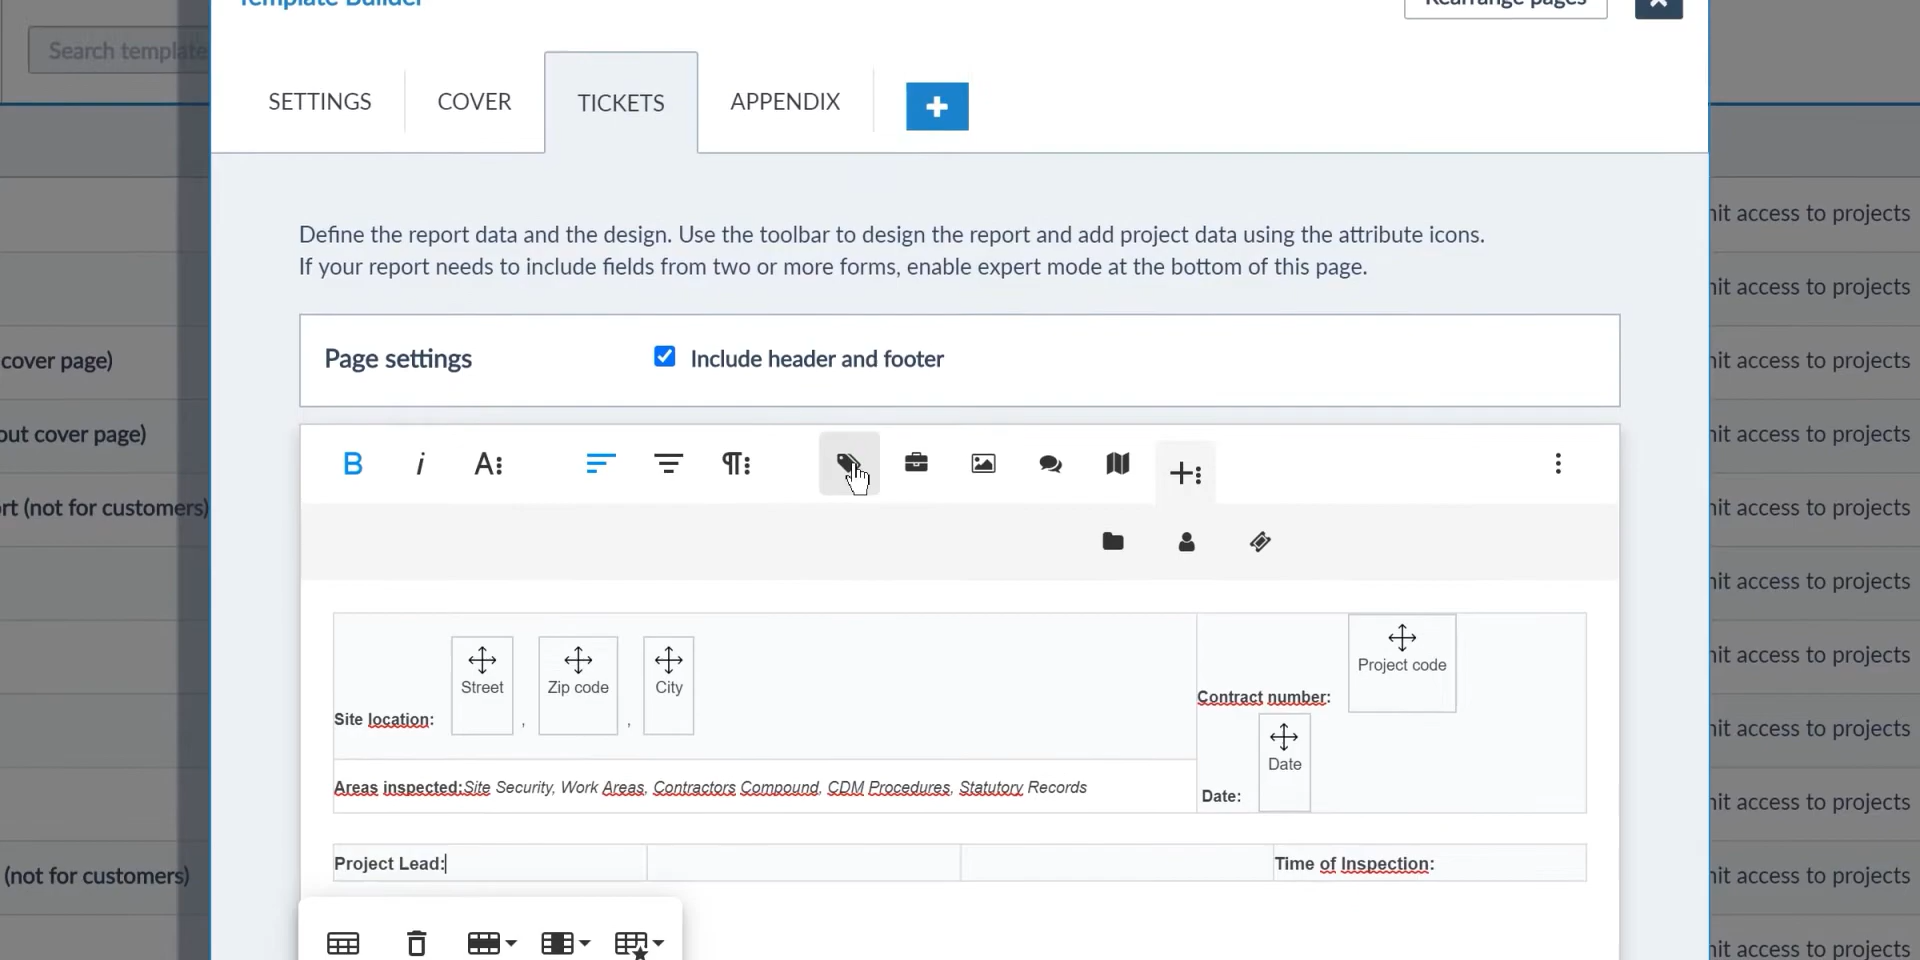 Template Builder
Rearrange pages
Search template
SETTINGS
COVER
TICKETS
APPENDIX
Define the report data and the design. Use the toolbar to design the report and add project data using the attribute icons.
If your report needs to include fields from two or more forms, enable expert mode at the bottom of this page.
Page settings
Include header and footer
B i A
Site location: Street , Zip code , City
Contract number: Project code
Date: Date
Areas inspected:Site Security, Work Areas, Contractors Compound, CDM Procedures, Statutory Records
Project Lead:
Time of Inspection:
cover page)
out cover page)
rt (not for customers)
(not for customers)
nit access to projects
nit access to projects
nit access to projects
nit access to projects
nit access to projects
nit access to projects
nit access to projects
nit access to projects
nit access to projects
nit access to projects
nit access to projects